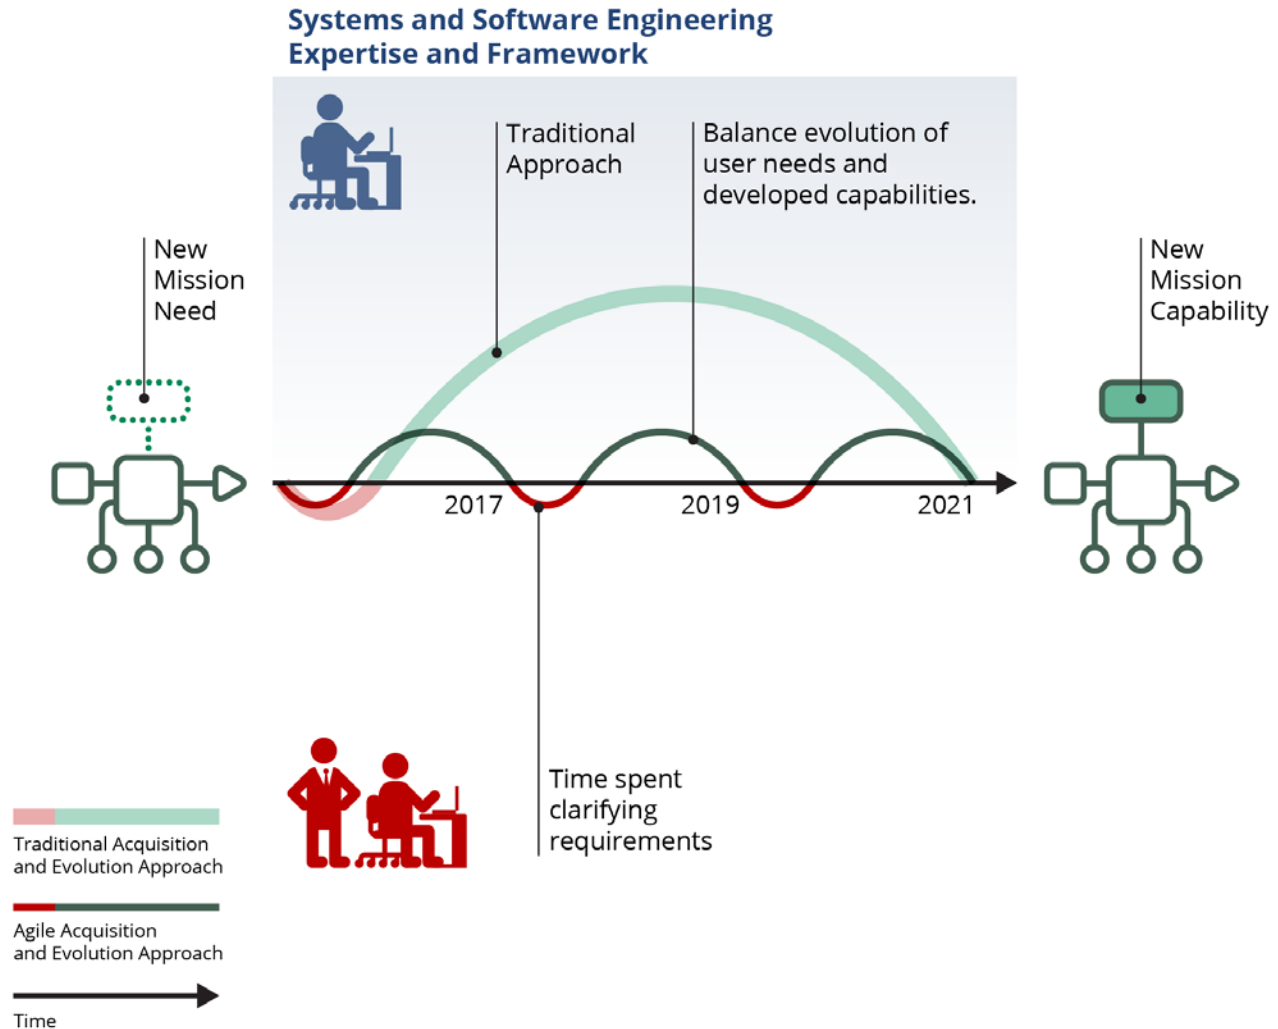 Systems and Software Engineering
Expertise and Framework
Traditional
Approach
Balance evolution of
user needs and
developed capabilities.
New
Mission
Need
New
Mission
Capability
2017
2019
2021
Time spent
clarifying
requirements
Traditional Acquisition
and Evolution Approach
Agile Acquisition
and Evolution Approach
Time